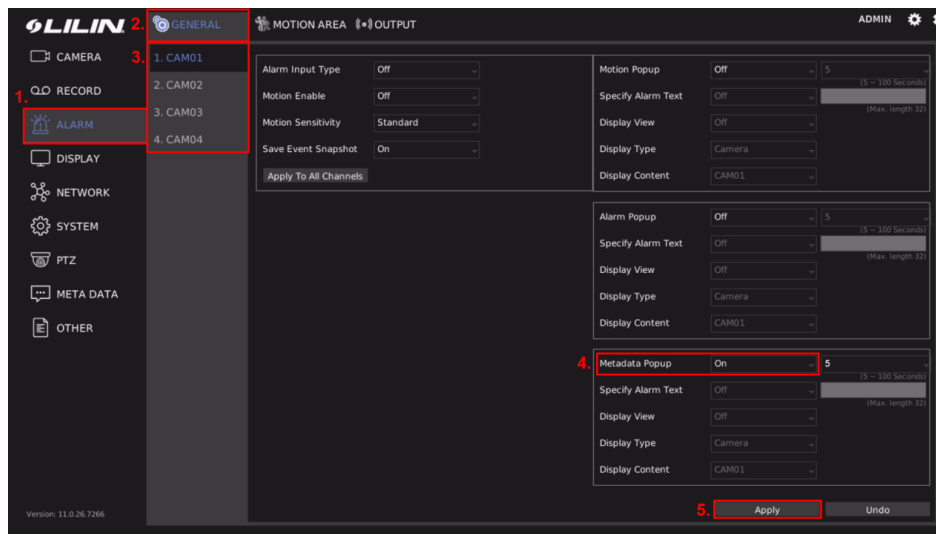 LILIN
2. GENERAL
MOTION AREA
OUTPUT
ADMIN
1.
CAMERA
RECORD
ALARM
DISPLAY
NETWORK
SYSTEM
PTZ
META DATA
OTHER
Version: 11.0.26.7266
3. 1. CAM01
2. CAM02
3. CAM03
4. CAM04
Alarm Input Type Off
Motion Enable Off
Motion Sensitivity Standard
Save Event Snapshot On
Apply To All Channels
Motion Popup Off 5
(5 ~ 100 Seconds)
Specify Alarm Text Off
(Max. length 32)
Display View Off
Display Type Camera
Display Content CAM01
Alarm Popup Off 5
(5 ~ 100 Seconds)
Specify Alarm Text Off
(Max. length 32)
Display View Off
Display Type Camera
Display Content CAM01
4. Metadata Popup On 5
(5 ~ 100 Seconds)
Specify Alarm Text Off
(Max. length 32)
Display View Off
Display Type Camera
Display Content CAM01
5. Apply Undo